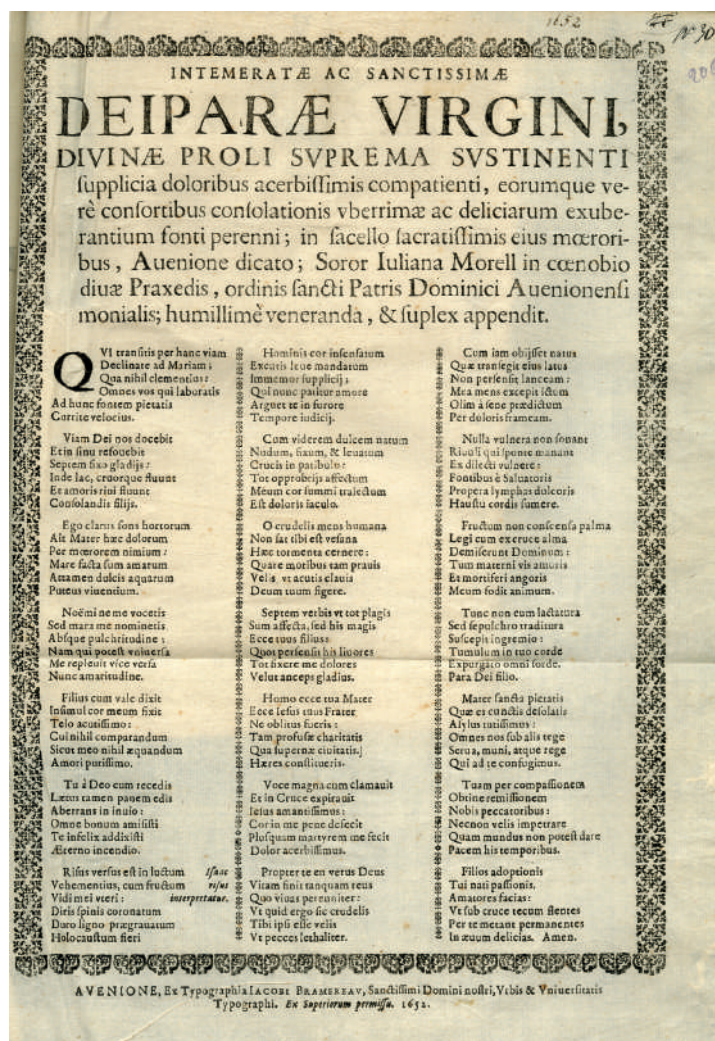 1652
Nº 30
INTEMERATÆ AC SANCTISSIMÆ
DEIPARÆ VIRGINI,
DIVINÆ PROLI SVPREMA SVSTINENTI
ſupplicia doloribus acerbiſſimis compatienti, eorumque ve-
rè conſortibus conſolationis vberrimæ ac deliciarum exube-
rantium fonti perenni; in ſacello ſacratiſſimis eius mœrori-
bus, Auenione dicato; Soror Iuliana Morell in cœnobio
diuæ Praxedis, ordinis ſancti Patris Dominici Auenionenſi
monialis; humillimè veneranda, & ſuplex appendit.
QVI tranſitis per hanc viam
Declinate ad Mariam;
Qua nihil clementius:
Omnes vos qui laboratis
Ad hunc fontem pietatis
Currite velocius.
Viam Dei nos docebit
Et in ſinu refouebit
Septem fixo gladijs:
Inde lac, cruorque fluunt
Et amoris riui fluunt
Conſolandis filijs.
Ego clarus fons hortorum
Ait Mater hæc dolorum
Per mœrorem nimium:
Mare facta ſum amarum
Attamen dulcis aquarum
Puteus viuentium.
Noëmi ne me vocetis
Sed mara me nominetis
Abſque pulchritudine:
Nam qui poteſt vniuerſa
Me repleuit vice verſa
Nunc amaritudine.
Filius cum vale dixit
Inſimul cor meum fixit
Telo acutiſſimo:
Cui nihil comparandum
Sicut meo nihil æquandum
Amori puriſſimo.
Tu à Deo cum recedis
Lætus tamen panem edis
Aberrans in inuio:
Omne bonum amiſiſti
Te infelix addixiſti
Æterno incendio.
Riſus verſus eſt in luctum Iſaac
Vehementius, cum fructum riſus
Vidi mei vteri: interpretatur.
Diris ſpinis coronatum
Duro ligno prægrauatum
Holocauſtum fieri
Hominis cor inſenſatum
Excutis leue mandatum
Immemor ſupplicij;
Qui nunc patitur amore
Arguet te in furore
Tempore iudicij.
Cum viderem dulcem natum
Nudum, fixum, & leuatum
Crucis in patibulo:
Tot opprobrijs affectum
Meum cor ſummi traiectum
Eſt doloris iaculo.
O crudelis mens humana
Non ſat tibi eſt veſana
Hæc tormenta cernere:
Quare moribus tam prauis
Velis vt acutis clauis
Deum tuum figere.
Septem verbis vt tot plagis
Sum affecta, ſed his magis
Ecce tuus filius:
Quot perſenſit his liuores
Tot fixere me dolores
Velut anceps gladius.
Homo ecce tua Mater
Ecce Ieſus tuus Frater
Ne oblitus fueris:
Tam profuſæ charitatis
Qua ſupernæ ciuitatis.
Hæres conſtitueris.
Voce magna cum clamauit
Et in Cruce expirauit
Ieſus amantiſſimus:
Cor in me pene defecit
Pluſquam martyrem me fecit
Dolor acerbiſſimus.
Propter te en verus Deus
Vitam finit tanquam reus
Quo viuas perenniter:
Vt quid ergo ſic crudelis
Tibi ipſi eſſe velis
Vt pecces lethaliter.
Cum iam obijſſet natus
Quæ tranſegit eius latus
Non perſenſit lanceam:
Mea mens excepit ictum
Olim à ſene prædictum
Per doloris frameam.
Nulla vulnera non ſonant
Riuuli qui ſponte manant
Ex dilecti vulnere:
Fontibus è Saluatoris
Propera lymphas dulcoris
Hauſtu cordis ſumere.
Fructum non conſcenſa palma
Legi cum ex cruce alma
Demiſerunt Dominum:
Tum materni vis amoris
Et mortiferi angoris
Meum fodit animum.
Tunc non eum lactatura
Sed ſepulchro traditura
Suſcepi in gremio:
Tumulum in tuo corde
Expurgato omni ſorde.
Para Dei filio.
Mater ſancta pietatis
Quæ es cunctis deſolatis
Aſylus tutiſſimus:
Omnes nos ſub alis tege
Serua, muni, atque rege
Qui ad te confugimus.
Tuam per compaſſionem
Obtine remiſſionem
Nobis peccatoribus:
Necnon velis impetrare
Quam mundus non poteſt dare
Pacem his temporibus.
Filios adoptionis
Tui nati paſſionis.
Amatores facias:
Vt ſub cruce tecum flentes
Per te metant permanentes
In æuum delicias. Amen.
AVENIONE, Ex Typographia IACOBI BRAMEREAV, Sanctiſſimi Domini noſtri, Vrbis & Vniuerſitatis
Typographi. Ex Superiorum permiſſu. 1652.